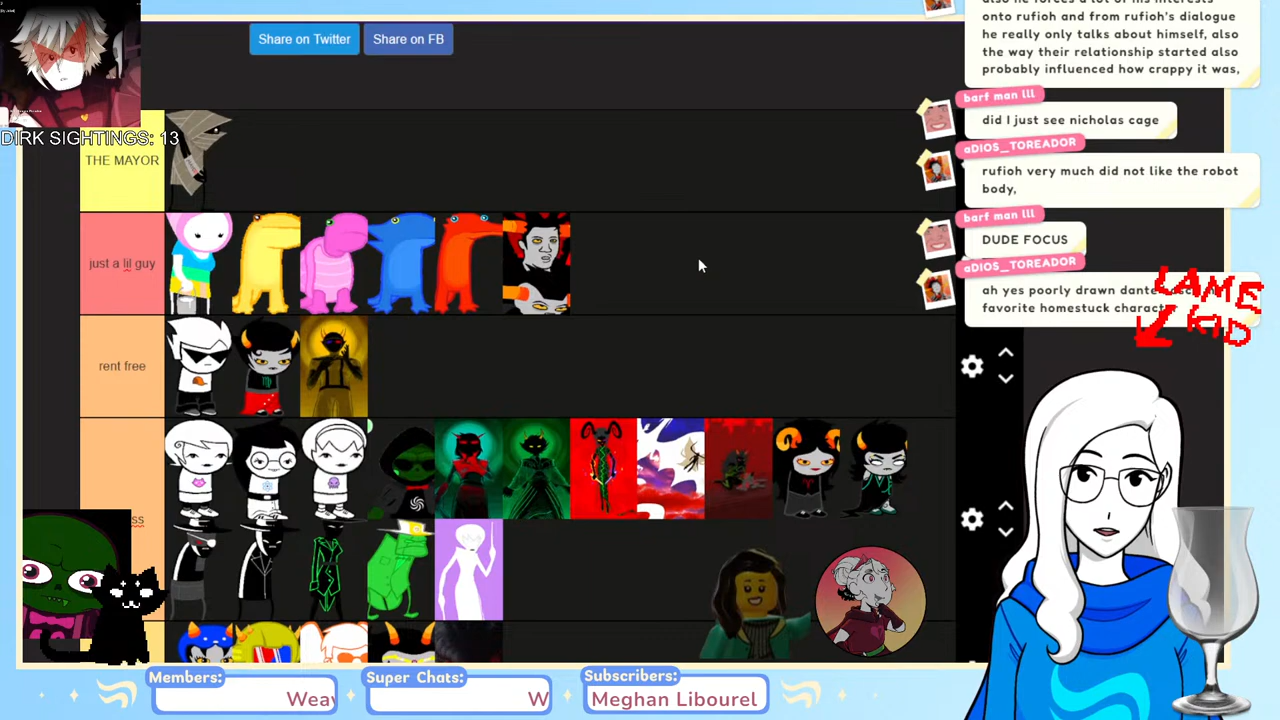 Share on Twitter
Share on FB
DIRK SIGHTINGS: 13
THE MAYOR
just a lil guy
rent free
ss
onto rufioh and from rufioh's dialogue
he really only talks about himself, also
the way their relationship started also
probably influenced how crappy it was,
barf man lll
did I just see nicholas cage
aDIOS_TOREADOR
rufioh very much did not like the robot
body,
barf man lll
DUDE FOCUS
aDIOS_TOREADOR
ah yes poorly drawn dante
favorite homestuck charact
LAME
KID
Members:
Weav
Super Chats:
W
Subscribers:
Meghan Libourel